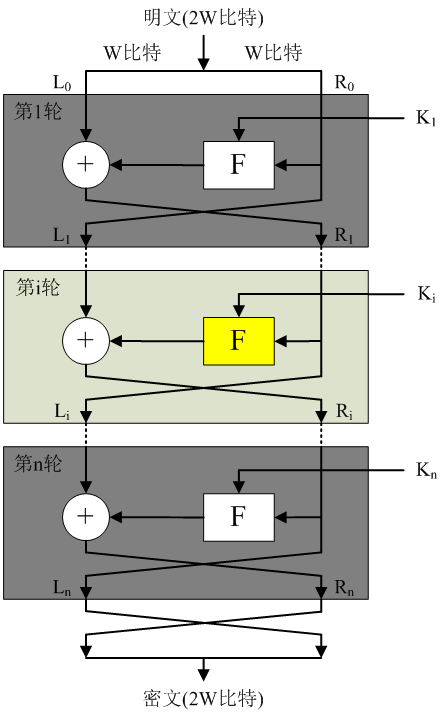 明文(2W比特)
W比特 W比特
L0 R0
第1轮
K1
+ F
L1 R1
第i轮
Ki
+ F
Li Ri
第n轮
Kn
+ F
Ln Rn
密文(2W比特)